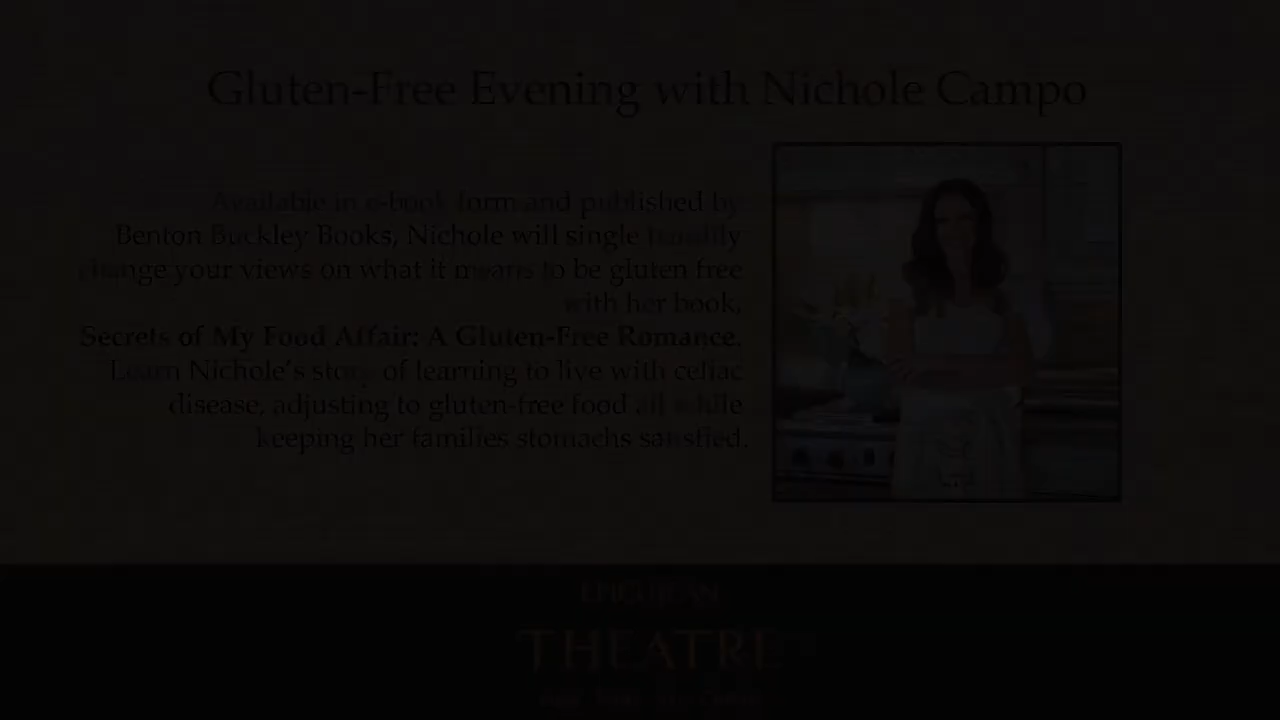 Gluten-Free Evening with Nichole Campo
Available in e-book form and published by
Benton Buckley Books, Nichole will single handily
change your views on what it means to be gluten free
with her book,
Secrets of My Food Affair: A Gluten-Free Romance.
Learn Nichole's story of learning to live with celiac
disease, adjusting to gluten-free food all while
keeping her families stomachs satisfied.
EPICUREAN
THEATRE